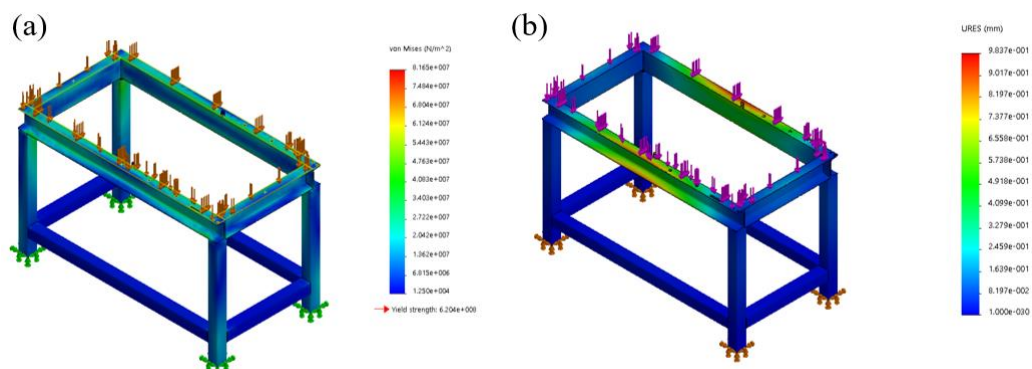 (a)
von Mises (N/m^2)
8.165e+007
7.484e+007
6.804e+007
6.124e+007
5.443e+007
4.763e+007
4.083e+007
3.403e+007
2.722e+007
2.042e+007
1.362e+007
6.815e+006
1.250e+004
Yield strength: 6.204e+008
(b)
URES (mm)
9.837e-001
9.017e-001
8.197e-001
7.377e-001
6.558e-001
5.738e-001
4.918e-001
4.099e-001
3.279e-001
2.459e-001
1.639e-001
8.197e-002
1.000e-030